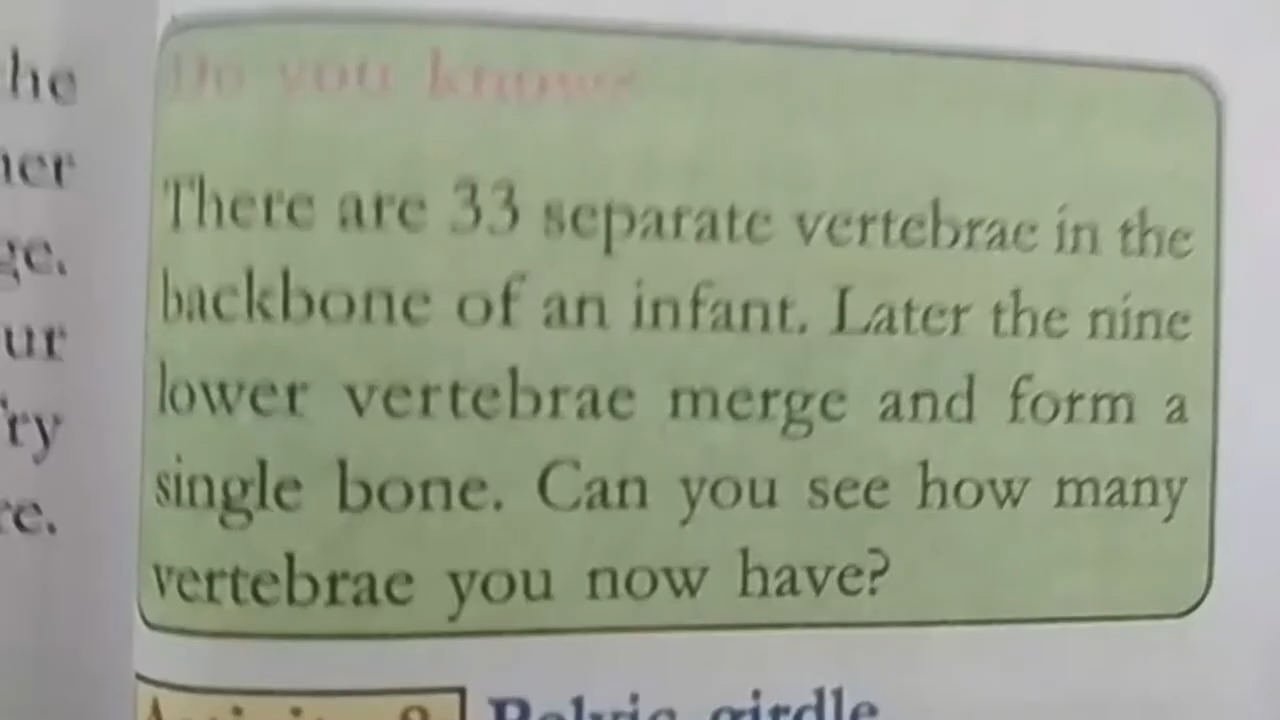 he
ner
ge.
ur
ry
re.
Do you know?
There are 33 separate vertebrae in the
backbone of an infant. Later the nine
lower vertebrae merge and form a
single bone. Can you see how many
vertebrae you now have?
Pelvic girdle